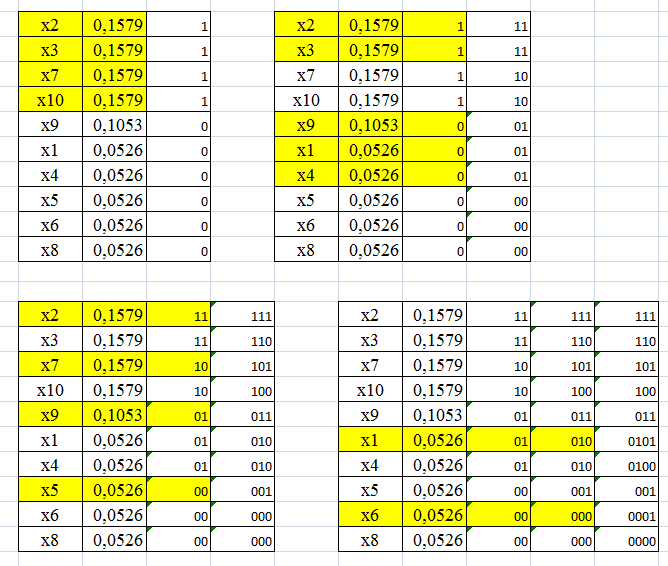 x2 0,1579 1
x3 0,1579 1
x7 0,1579 1
x10 0,1579 1
x9 0,1053 0
x1 0,0526 0
x4 0,0526 0
x5 0,0526 0
x6 0,0526 0
x8 0,0526 0
x2 0,1579 1 11
x3 0,1579 1 11
x7 0,1579 1 10
x10 0,1579 1 10
x9 0,1053 0 01
x1 0,0526 0 01
x4 0,0526 0 01
x5 0,0526 0 00
x6 0,0526 0 00
x8 0,0526 0 00
x2 0,1579 11 111
x3 0,1579 11 110
x7 0,1579 10 101
x10 0,1579 10 100
x9 0,1053 01 011
x1 0,0526 01 010
x4 0,0526 01 010
x5 0,0526 00 001
x6 0,0526 00 000
x8 0,0526 00 000
x2 0,1579 11 111 111
x3 0,1579 11 110 110
x7 0,1579 10 101 101
x10 0,1579 10 100 100
x9 0,1053 01 011 011
x1 0,0526 01 010 0101
x4 0,0526 01 010 0100
x5 0,0526 00 001 001
x6 0,0526 00 000 0001
x8 0,0526 00 000 0000